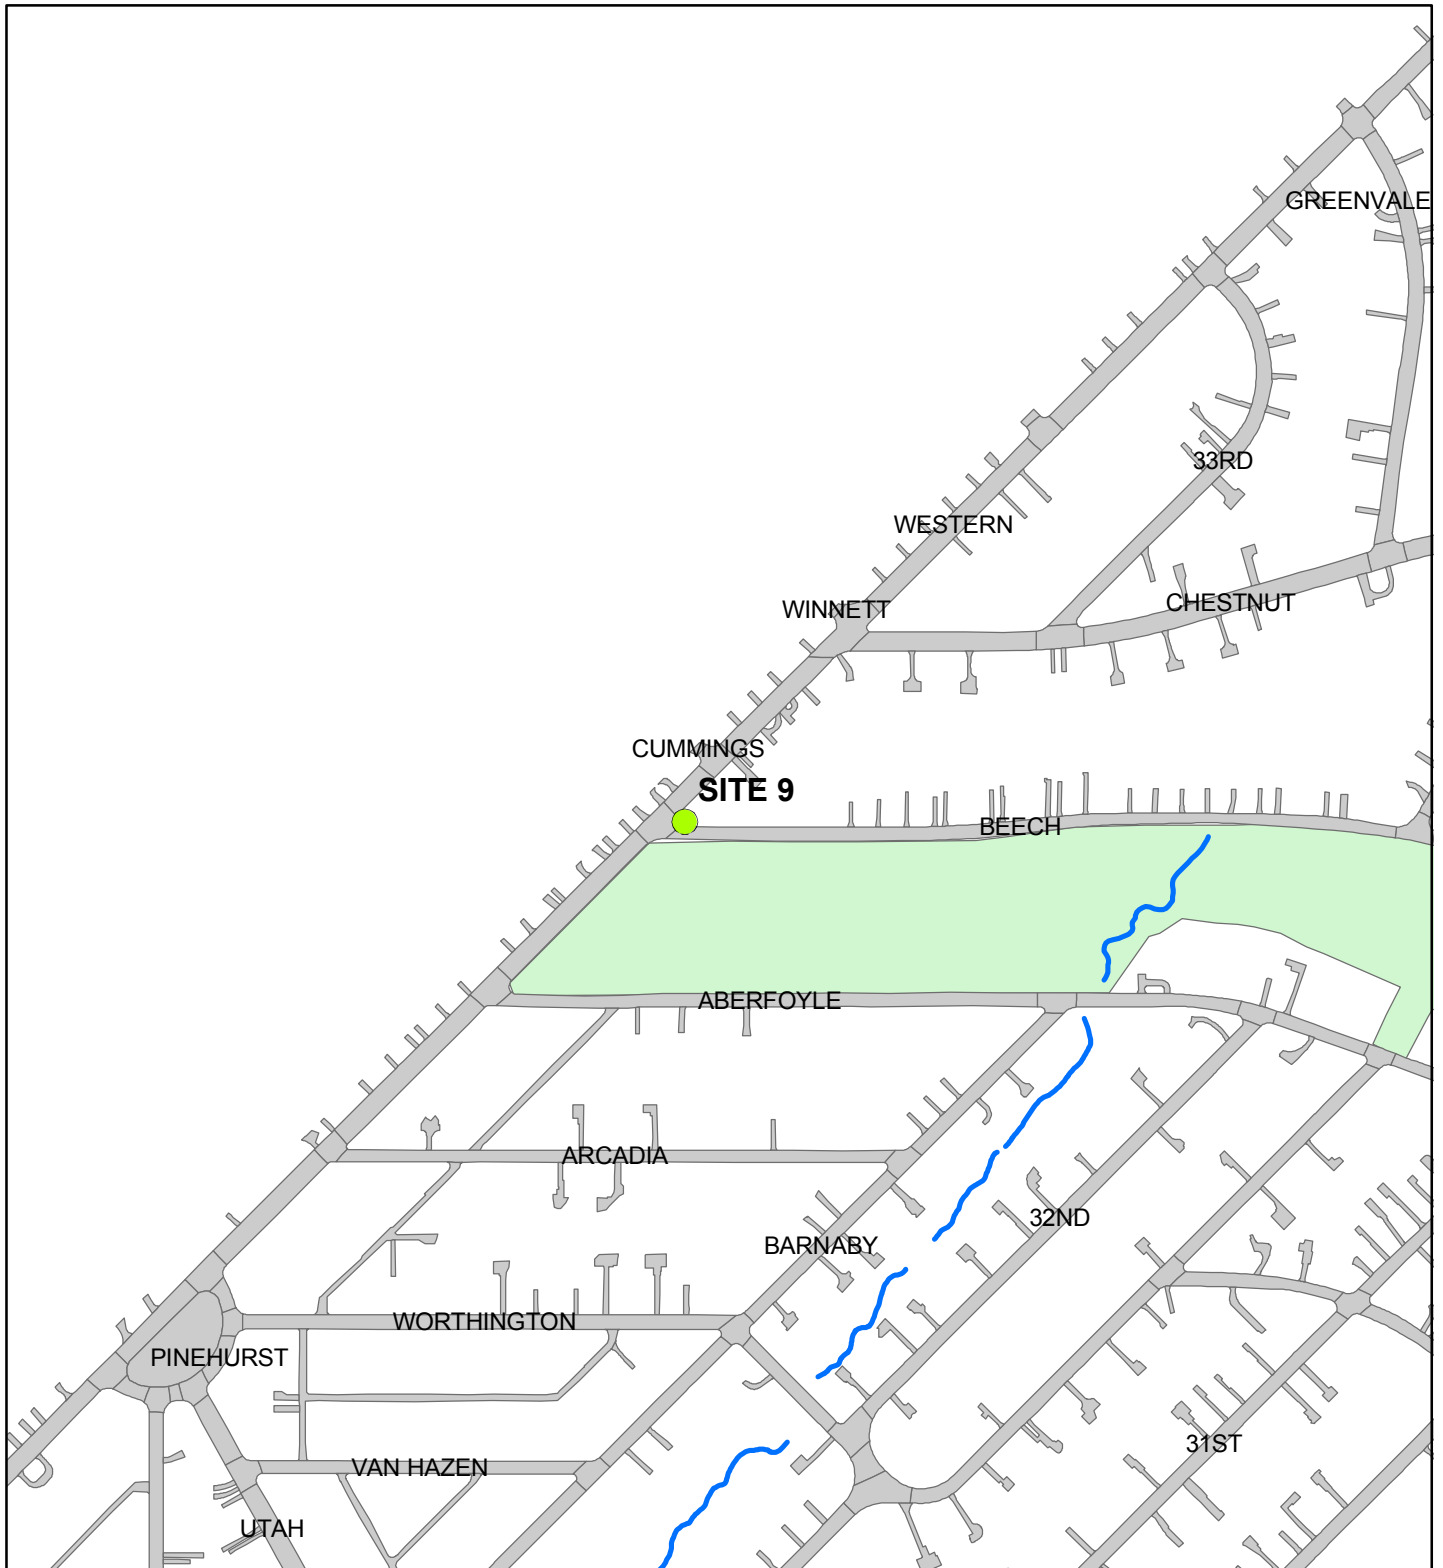 GREENVALE
33RD
WESTERN
CHESTNUT
WINNETT
CUMMINGS
SITE 9
BEECH
ABERFOYLE
ARCADIA
32ND
BARNABY
WORTHINGTON
PINEHURST
31ST
VAN HAZEN
UTAH